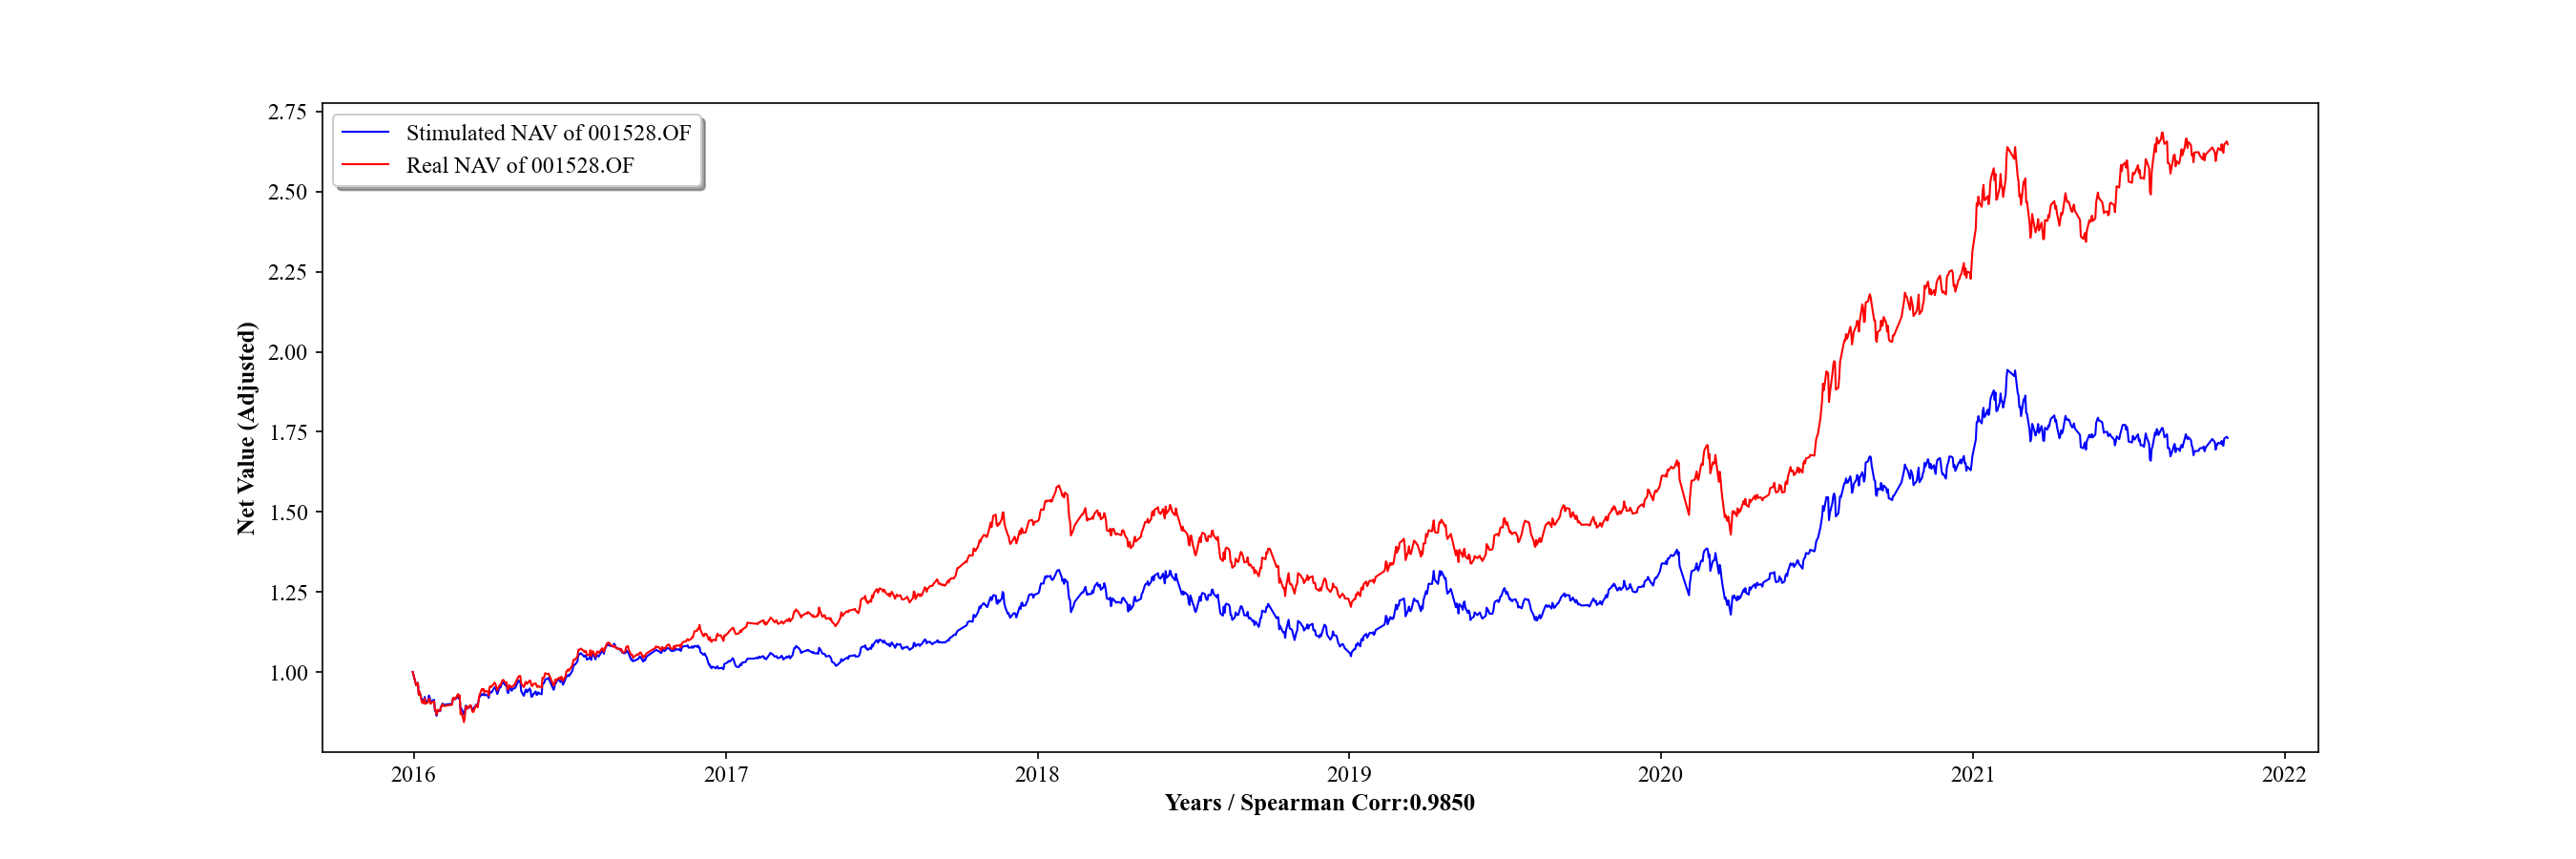 2.75
2.50
2.25
2.00
1.75
1.50
1.25
1.00
Net Value (Adjusted)
Stimulated NAV of 001528.OF
Real NAV of 001528.OF
2016 2017 2018 2019 2020 2021 2022
Years / Spearman Corr:0.9850